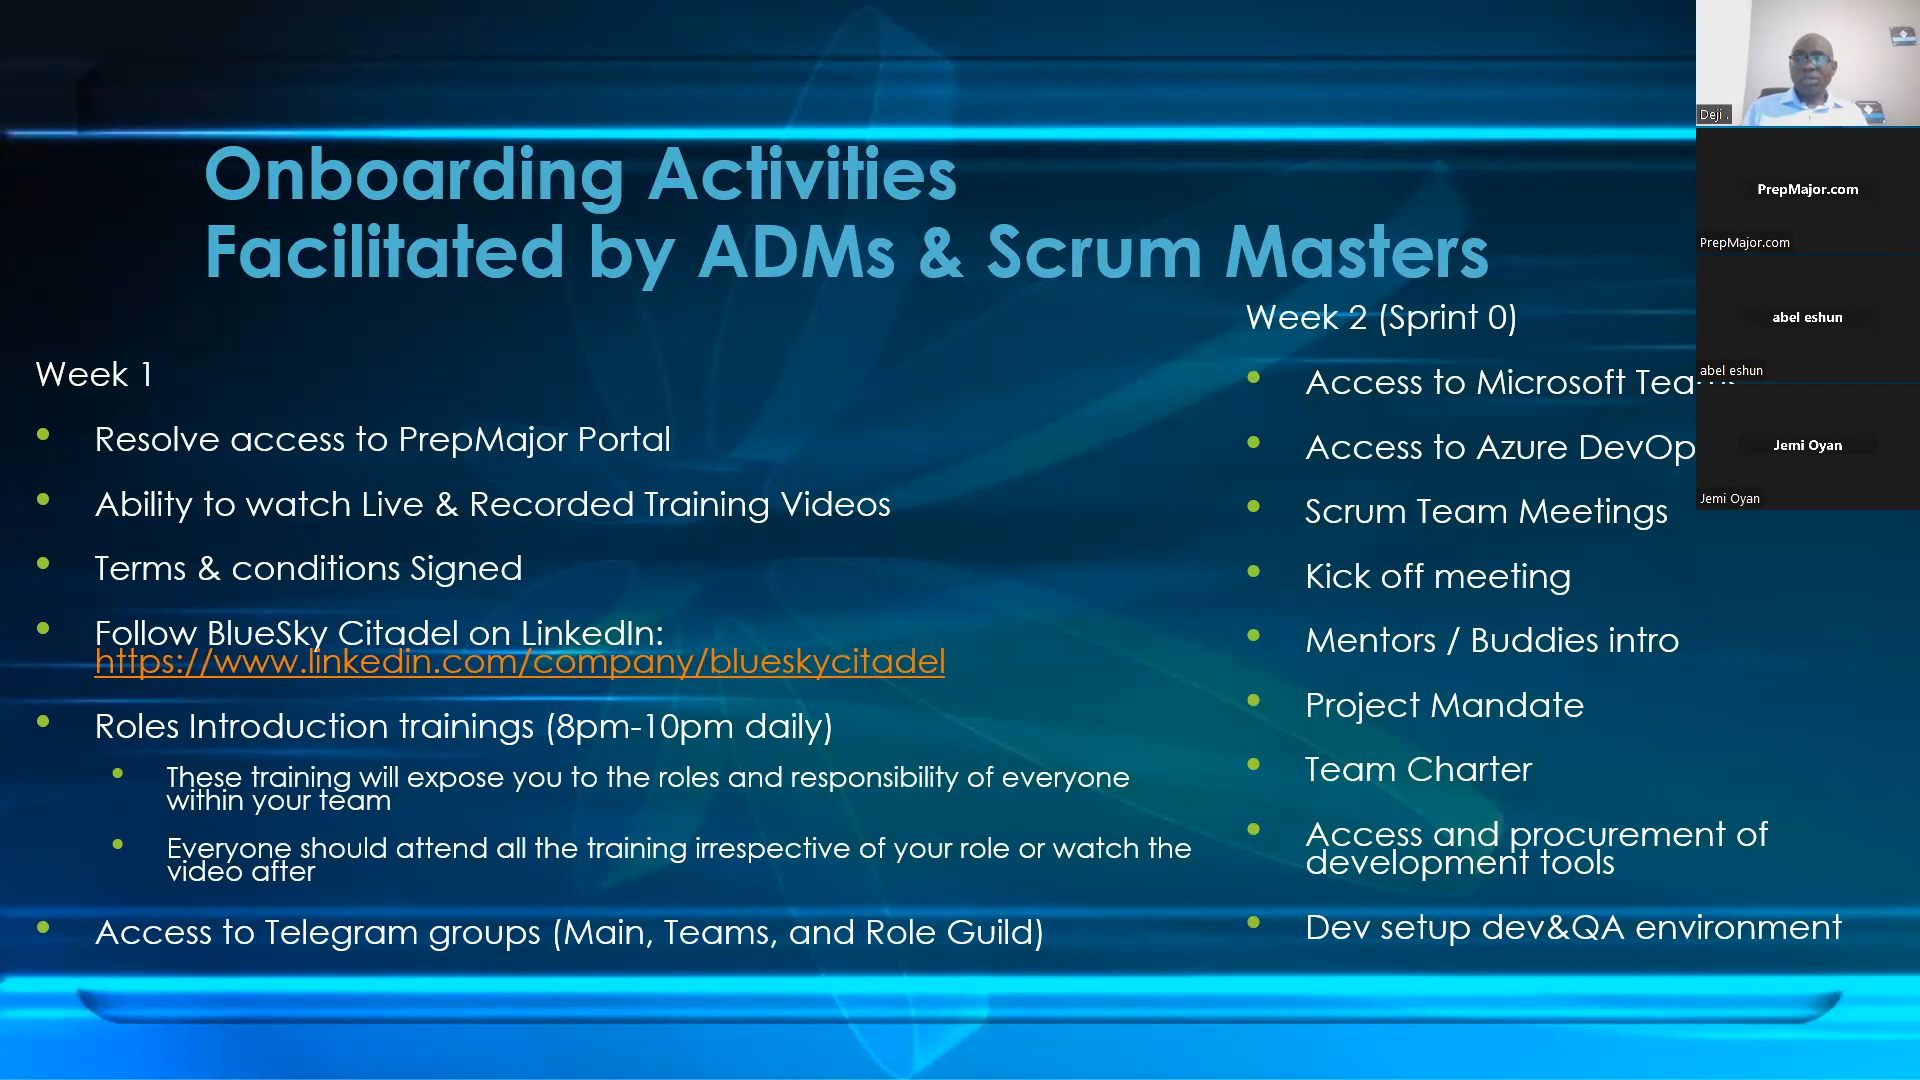 Onboarding Activities
Facilitated by ADMs & Scrum Masters
Week 1
Resolve access to PrepMajor Portal
Ability to watch Live & Recorded Training Videos
Terms & conditions Signed
Follow BlueSky Citadel on LinkedIn:
https://www.linkedin.com/company/blueskycitadel
Roles Introduction trainings (8pm-10pm daily)
These training will expose you to the roles and responsibility of everyone
within your team
Everyone should attend all the training irrespective of your role or watch the
video after
Access to Telegram groups (Main, Teams, and Role Guild)
Week 2 (Sprint 0)
Access to Microsoft Teams
Access to Azure DevOp
Scrum Team Meetings
Kick off meeting
Mentors / Buddies intro
Project Mandate
Team Charter
Access and procurement of
development tools
Dev setup dev&QA environment
Deji .
PrepMajor.com
PrepMajor.com
abel eshun
abel eshun
Jemi Oyan
Jemi Oyan